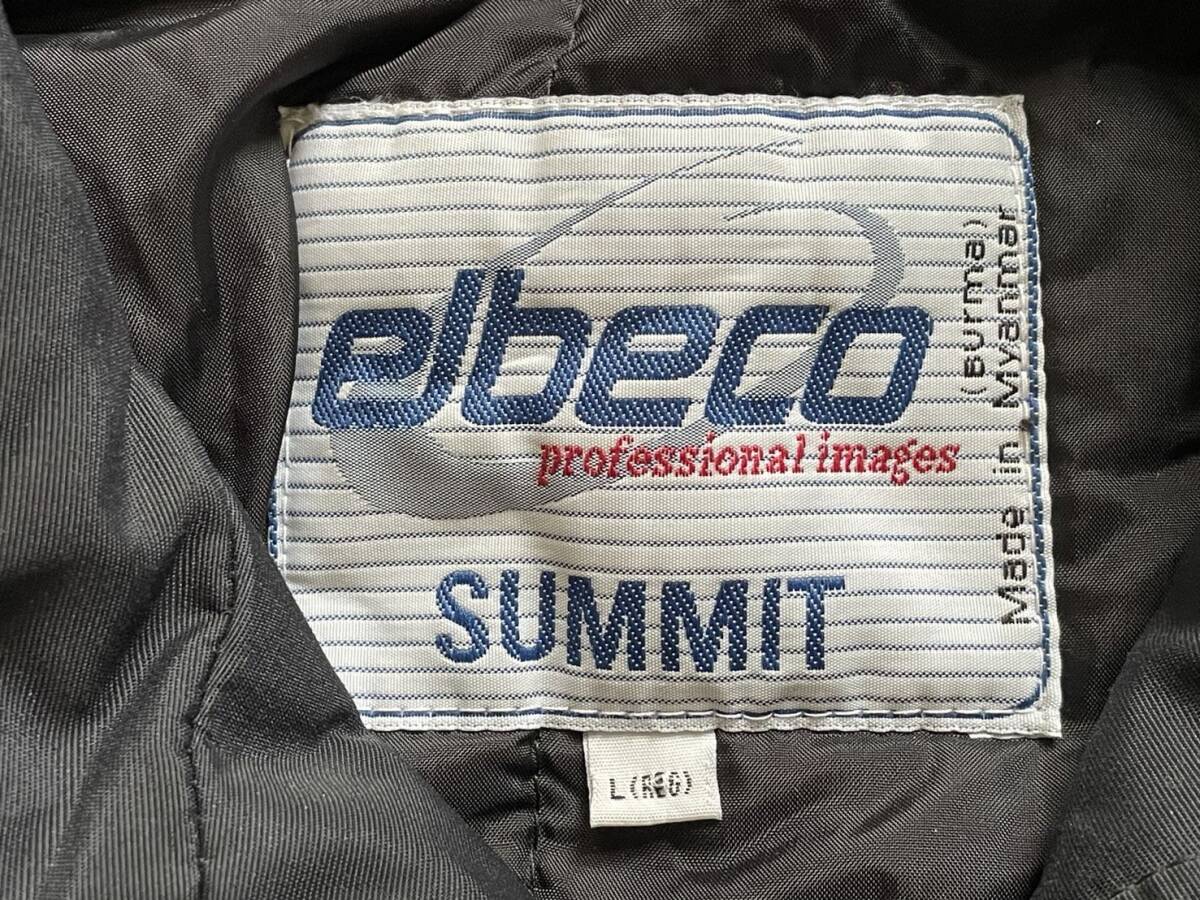 elbeco
professional images
SUMMIT
(Burma)
Made in Myanmar
L(REG)